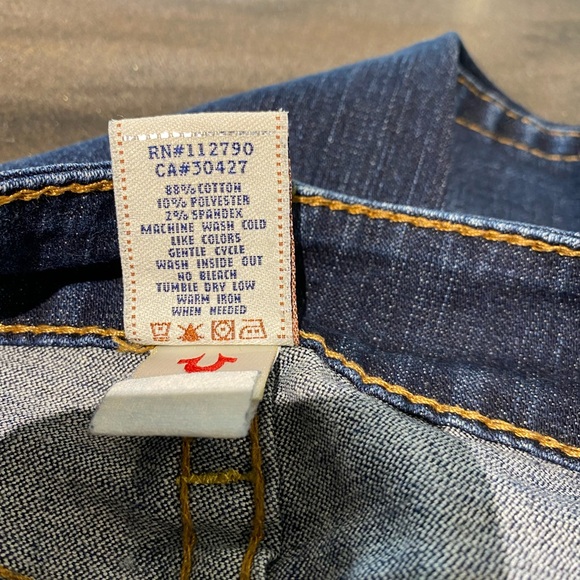 RN#112790
CA#30427
88%COTTON
10%POLYESTER
2%SPANDEX
MACHINE WASH COLD
LIKE COLORS
GENTLE CYCLE
WASH INSIDE OUT
NO BLEACH
TUMBLE DRY LOW
WARM IRON
WHEN NEEDED